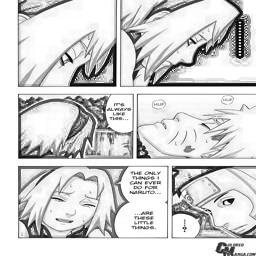 IT'S
ALWAYS
LIKE
THIS...
HUF
HUF
THE ONLY
THINGS I
CAN EVER
DO FOR
NARUTO...
...ARE
THESE
LITTLE
THINGS.
...?
COLORED
MANGA.COM